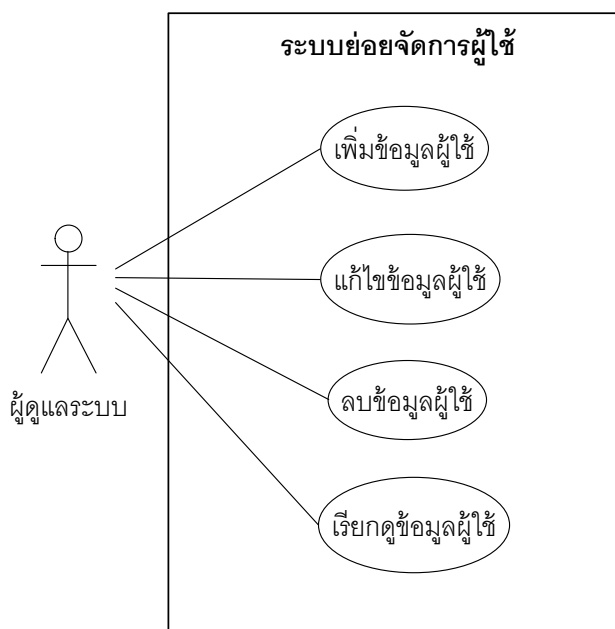 ระบบย่อยจัดการผู้ใช้
เพิ่มข้อมูลผู้ใช้
แก้ไขข้อมูลผู้ใช้
ลบข้อมูลผู้ใช้
ผู้ดูแลระบบ
เรียกดูข้อมูลผู้ใช้